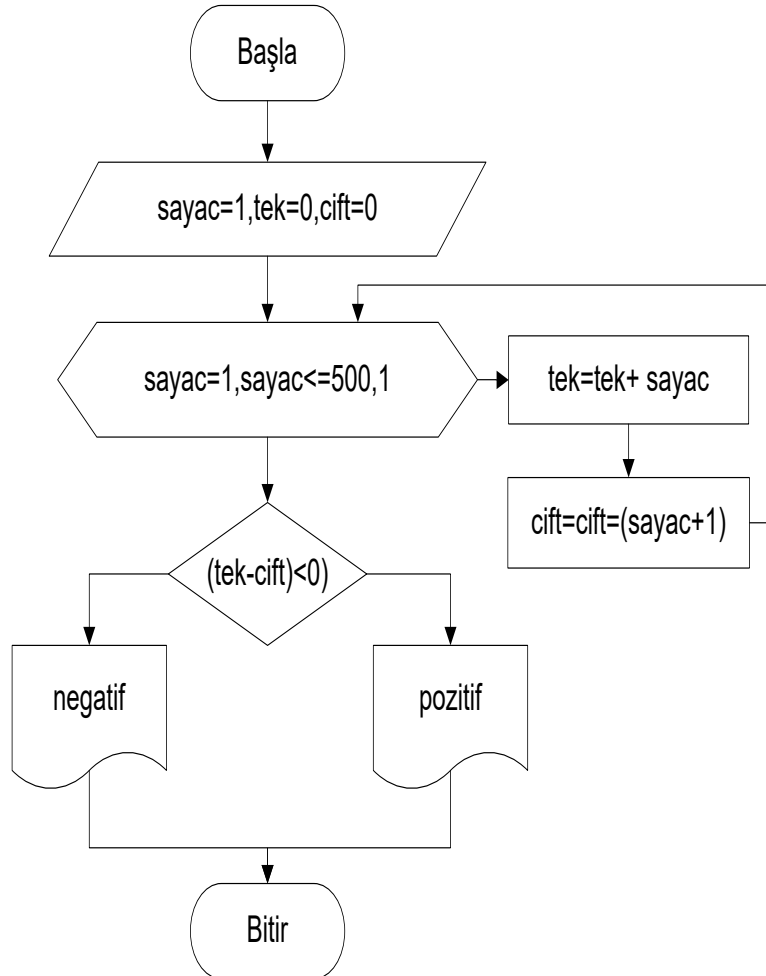 Başla
sayac=1,tek=0,cift=0
sayac=1,sayac<=500,1
tek=tek+ sayac
cift=cift=(sayac+1)
(tek-cift)<0)
negatif
pozitif
Bitir